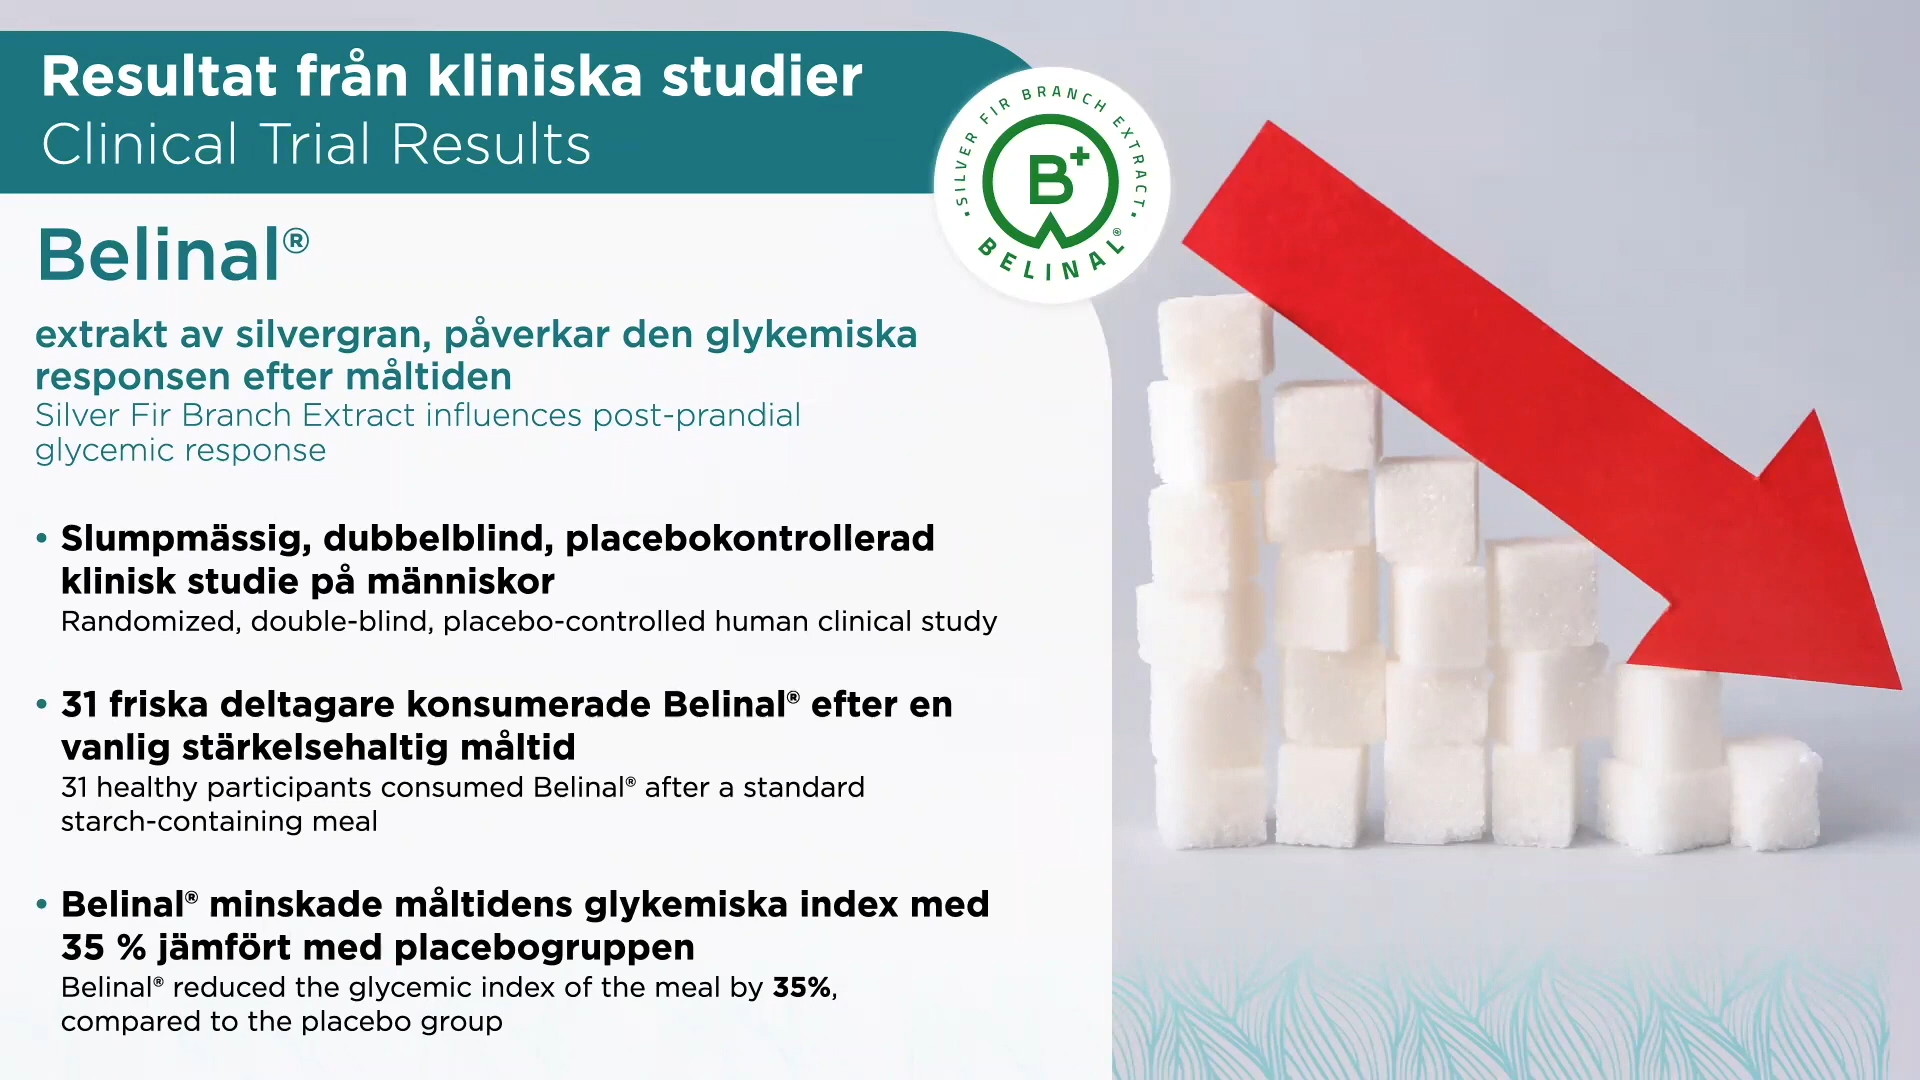 Resultat från kliniska studier
Clinical Trial Results
SILVER FIR BRANCH EXTRACT
B+
BELINAL®
Belinal®
extrakt av silvergran, påverkar den glykemiska
responsen efter måltiden
Silver Fir Branch Extract influences post-prandial
glycemic response
• Slumpmässig, dubbelblind, placebokontrollerad
klinisk studie på människor
Randomized, double-blind, placebo-controlled human clinical study
• 31 friska deltagare konsumerade Belinal® efter en
vanlig stärkelsehaltig måltid
31 healthy participants consumed Belinal® after a standard
starch-containing meal
• Belinal® minskade måltidens glykemiska index med
35 % jämfört med placebogruppen
Belinal® reduced the glycemic index of the meal by 35%,
compared to the placebo group